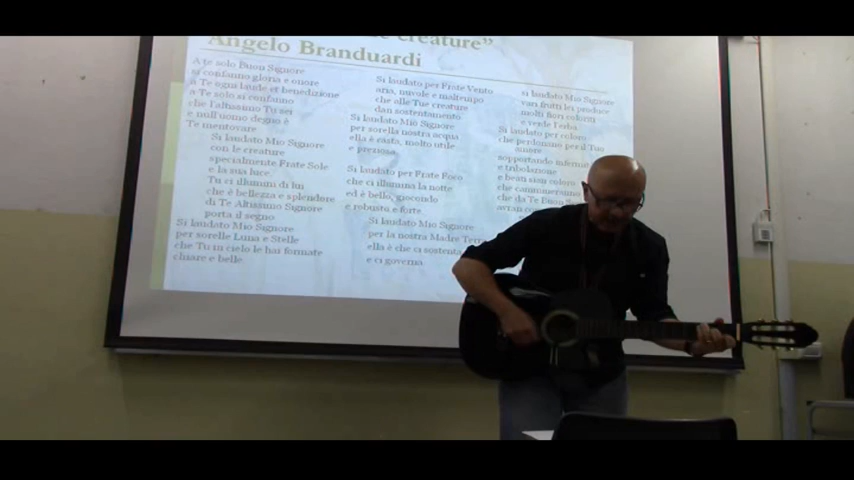 creature"
Angelo Branduardi
A te solo Buon Signore
si confanno gloria e onore
a Te ogni laude et benedizione
a Te solo si confanno
che l'altissimo Tu sei
e null'uomo degno è
Te mentovare
Si laudato Mio Signore
con le creature
specialmente Frate Sole
e la sua luce
Tu ci illumini di lui
che è bellezza e splendore
di Te Altissimo Signore
porta il segno
Si laudato Mio Signore
per sorelle Luna e Stelle
che Tu in cielo le hai formate
chiare e belle
Si laudato per Frate Vento
aria, nuvole e maltempo
che alle Tue creature
dan sostentamento
Si laudato Mio Signore
per sorella nostra acqua
ella è casta, molto utile
e preziosa
Si laudato per Frate Foco
che ci illumina la notte
ed è bello, giocondo
e robusto e forte
Si laudato Mio Signore
per la nostra Madre Terra
ella è che ci sostenta
e ci governa
si laudato Mio Signore
vari frutti lei produce
molti fiori coloriti
e verde l'erba
Si laudato per coloro
che perdonano per il Tuo
amore
sopportando
e tribolazione
e beati sian coloro
che cammineranno
che da Te Buon
avran